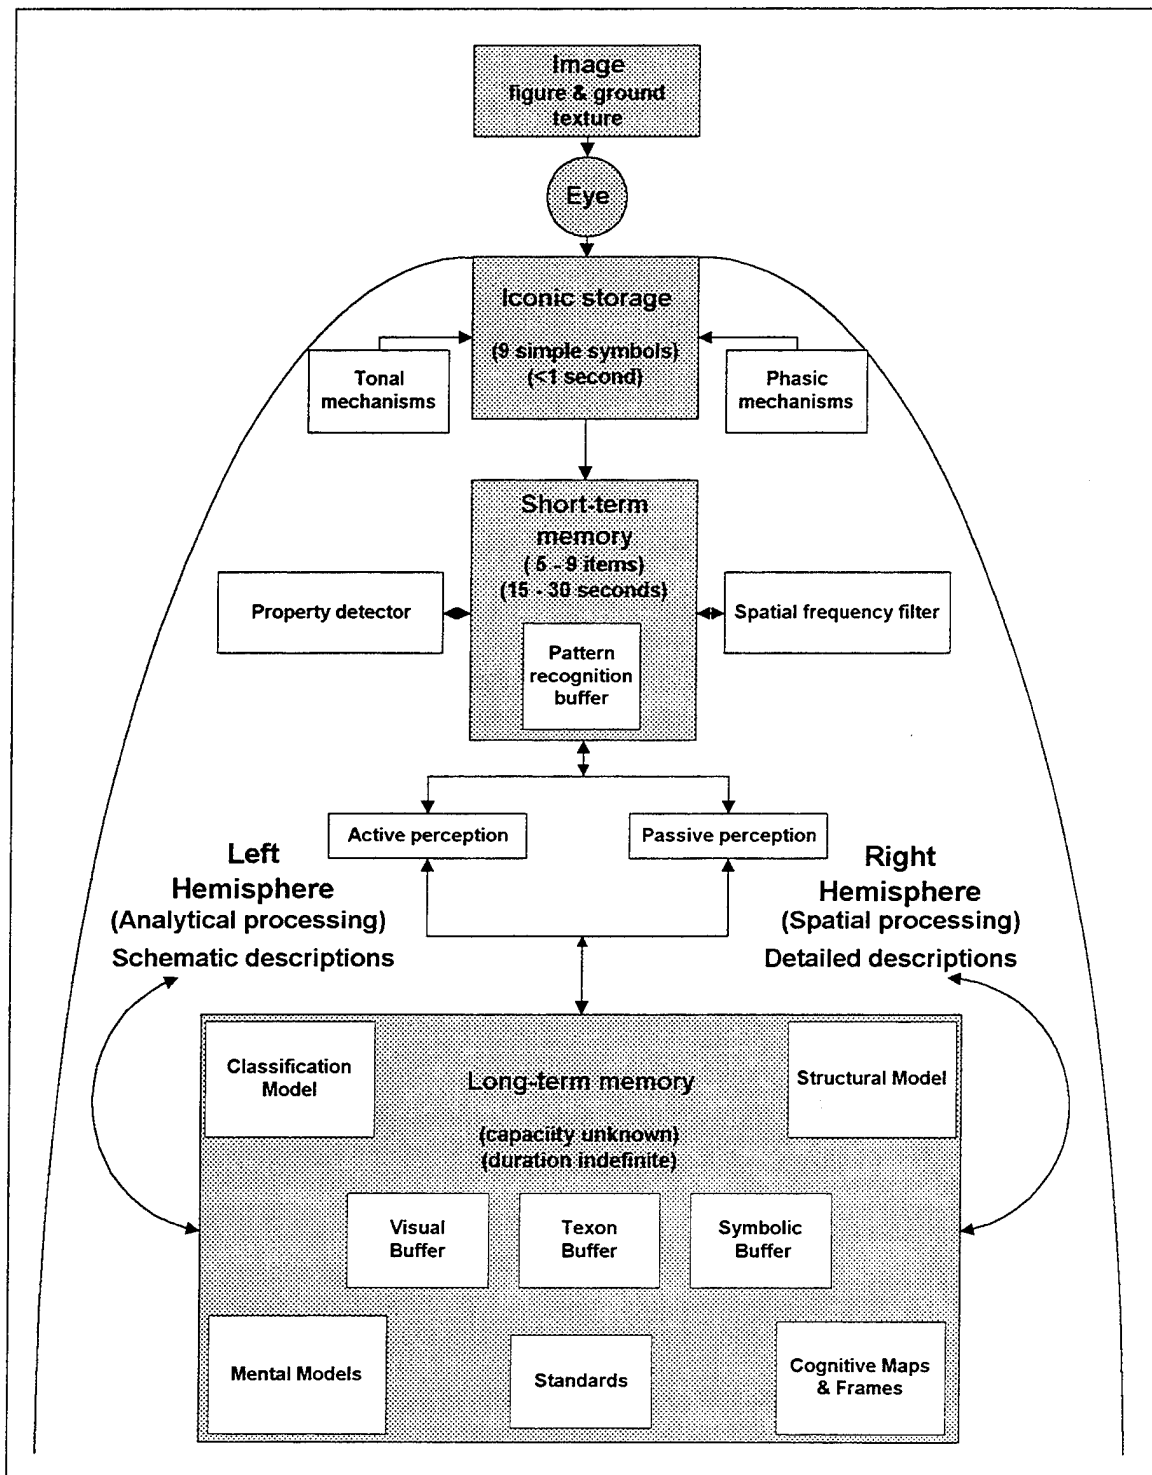 Image
figure & ground
texture
Eye
Iconic storage
(9 simple symbols)
(<1 second)
Tonal
mechanisms
Phasic
mechanisms
Short-term
memory
( 5 - 9 items)
(15 - 30 seconds)
Property detector
Spatial frequency filter
Pattern
recognition
buffer
Active perception
Passive perception
Left
Hemisphere
(Analytical processing)
Schematic descriptions
Right
Hemisphere
(Spatial processing)
Detailed descriptions
Classification
Model
Long-term memory
(capaciity unknown)
(duration indefinite)
Structural Model
Visual
Buffer
Texon
Buffer
Symbolic
Buffer
Mental Models
Standards
Cognitive Maps
& Frames